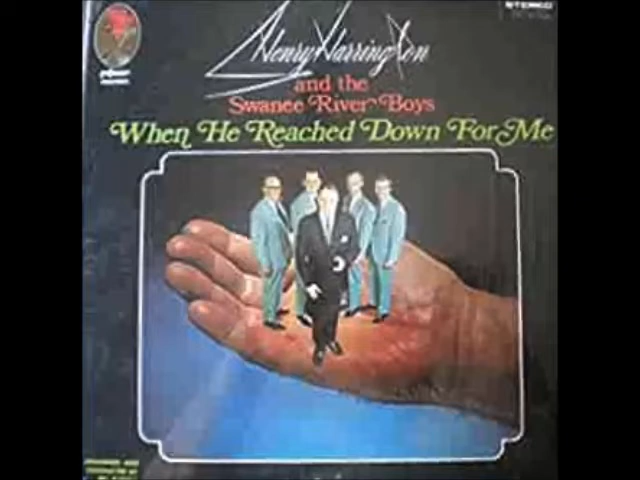 STEREO
Henry Harrington
and the
Swanee River Boys
When He Reached Down For Me